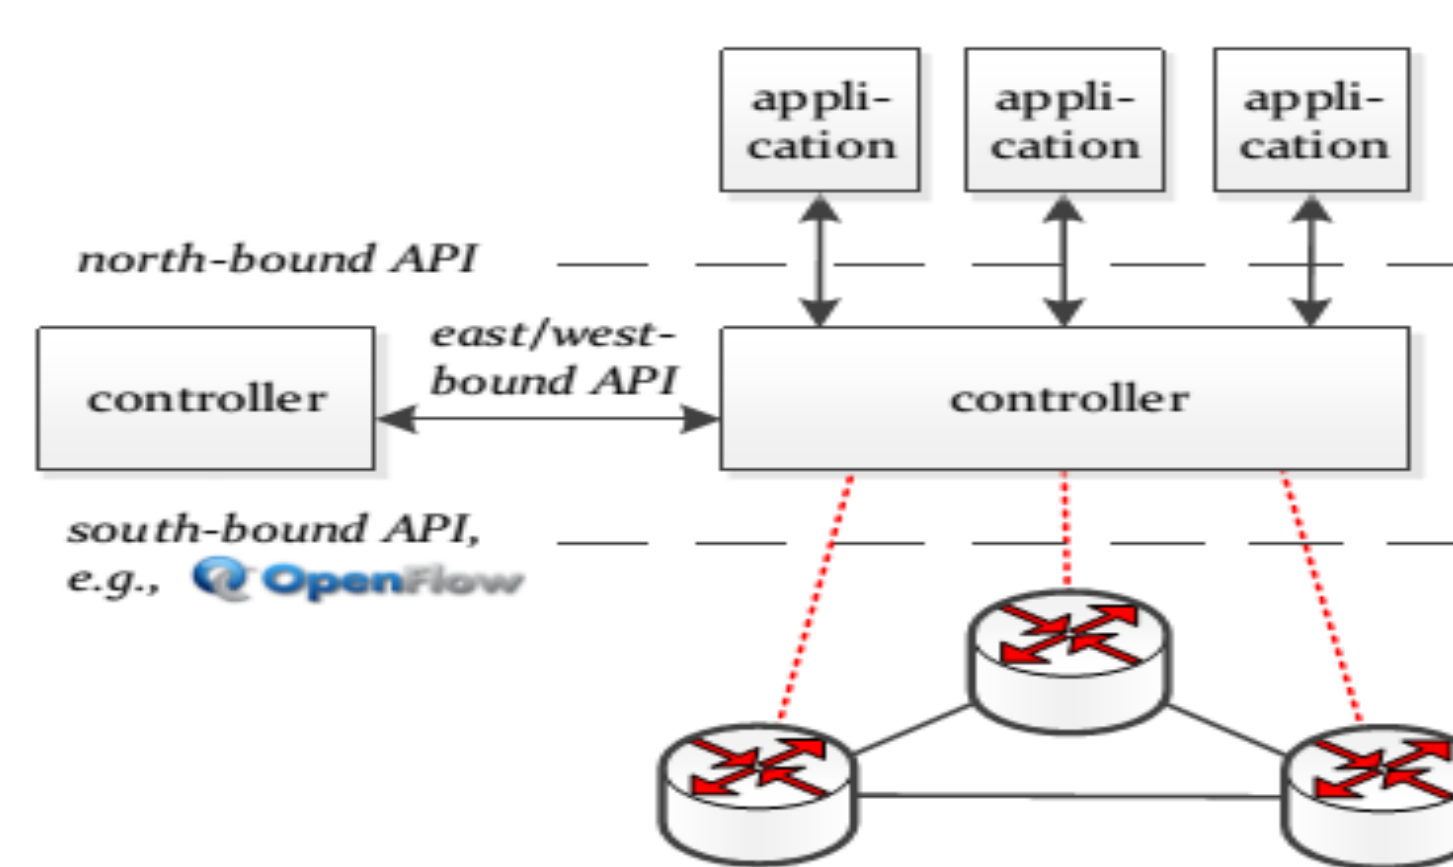 appli-
cation
appli-
cation
appli-
cation
north-bound API
east/west-
bound API
controller
controller
south-bound API,
e.g., OpenFlow